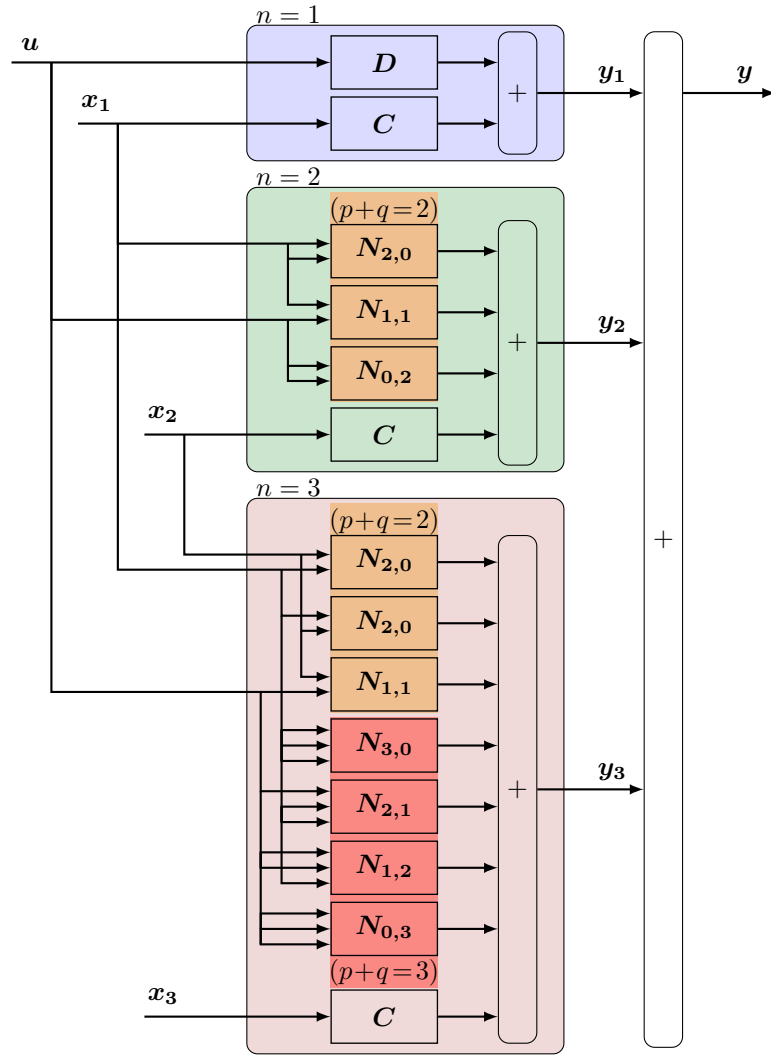 n = 1
u
D
y₁
y
x₁
C
+
n = 2
(p+q=2)
N₂,₀
N₁,₁
+
y₂
N₀,₂
x₂
C
n = 3
(p+q=2)
N₂,₀
+
N₂,₀
N₁,₁
N₃,₀
+
y₃
N₂,₁
N₁,₂
N₀,₃
(p+q=3)
x₃
C